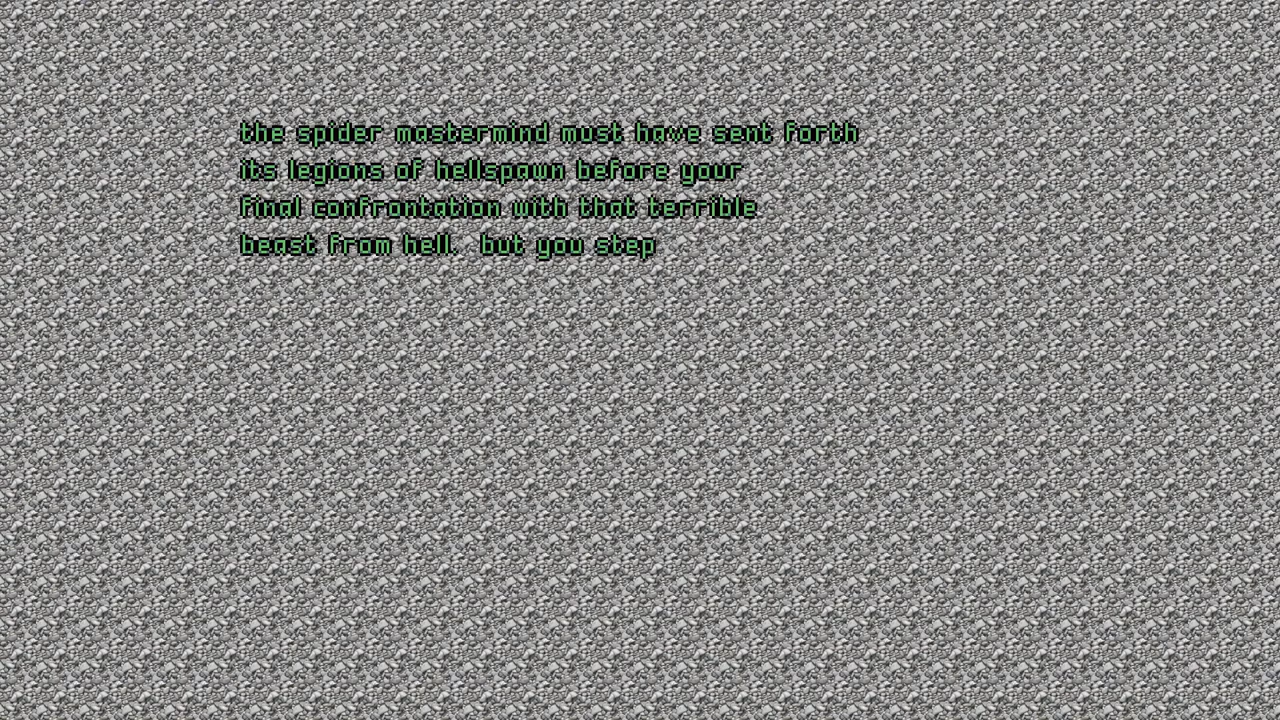 the spider mastermind must have sent forth
its legions of hellspawn before your
final confrontation with that terrible
beast from hell.  but you step